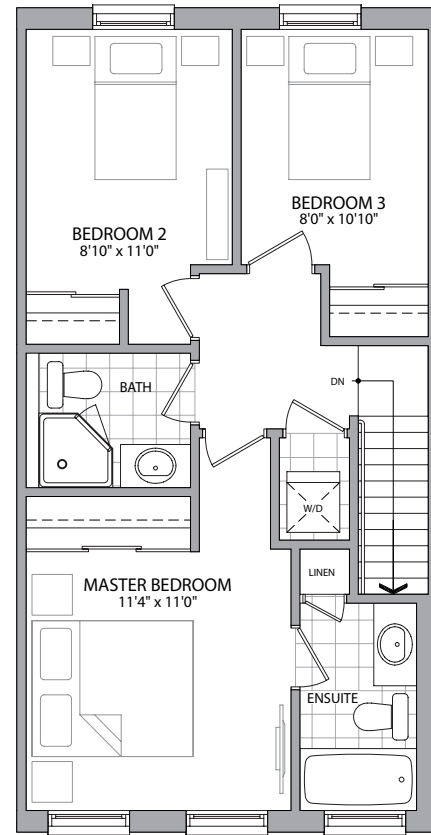 BEDROOM 2
8'10" x 11'0"
BEDROOM 3
8'0" x 10'10"
BATH
DN
W/D
LINEN
MASTER BEDROOM
11'4" x 11'0"
ENSUITE